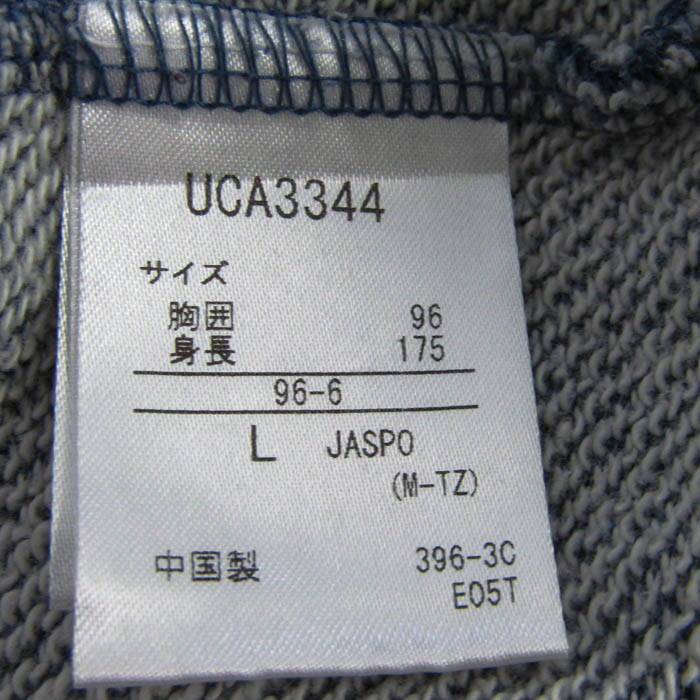 UCA3344
サイズ
胸囲 96
身長 175
96-6
L JASPO
(M-TZ)
中国製 396-3C
E05T